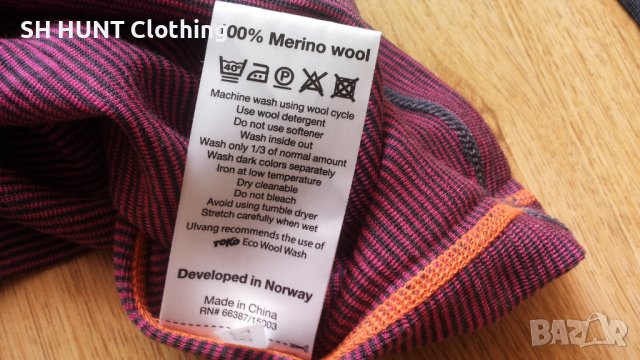 SH HUNT Clothing
100% Merino wool
40°
P
Machine wash using wool cycle
Use wool detergent
Do not use softener
Wash inside out
Wash only 1/3 of normal amount
Wash dark colors separately
Iron at low temperature
Dry cleanable
Do not bleach
Avoid using tumble dryer
Stretch carefully when wet
Ulvang recommends the use of
TOKO Eco Wool Wash
Developed in Norway
Made in China
RN# 66387/15003
BAZAR.BG